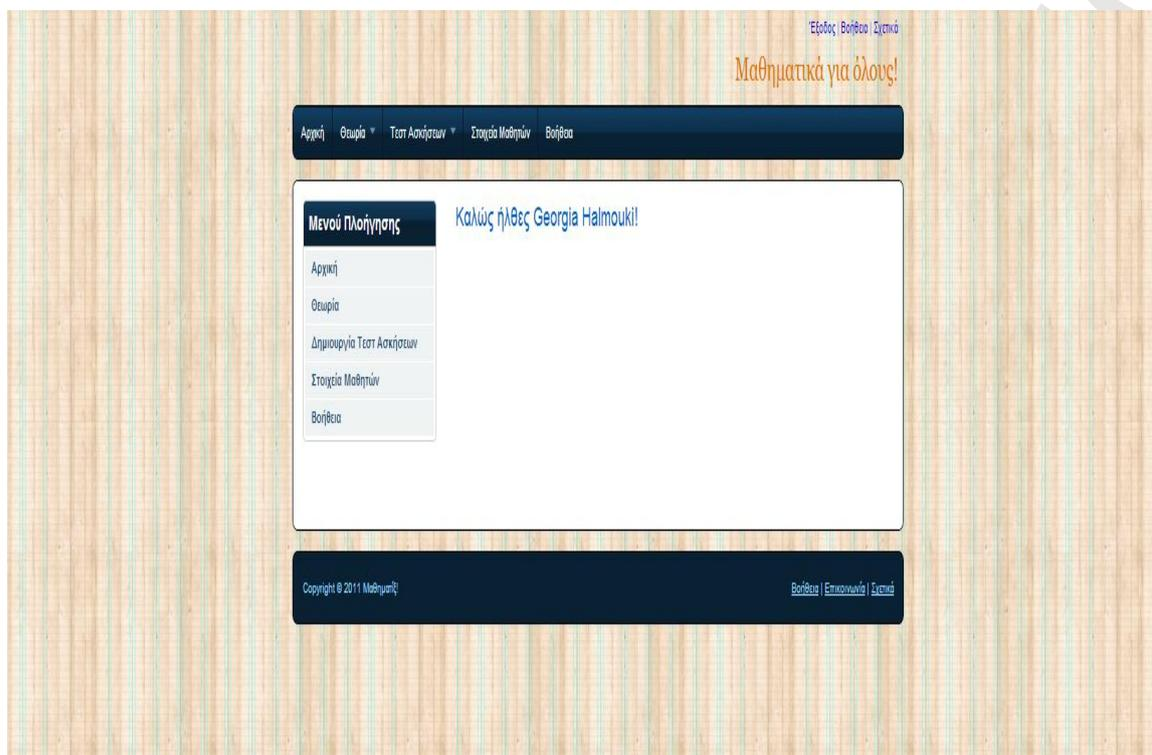 Έξοδος | Βοήθεια | Σχετικά
Μαθηματικά για όλους!
Αρχική Θεωρία Τεστ Ασκήσεων Στοιχεία Μαθητών Βοήθεια
Μενού Πλοήγησης
Αρχική
Θεωρία
Δημιουργία Τεστ Ασκήσεων
Στοιχεία Μαθητών
Βοήθεια
Καλώς ήλθες Georgia Halmouki!
Copyright © 2011 Μαθηματίξ!
Βοήθεια | Επικοινωνία | Σχετικά